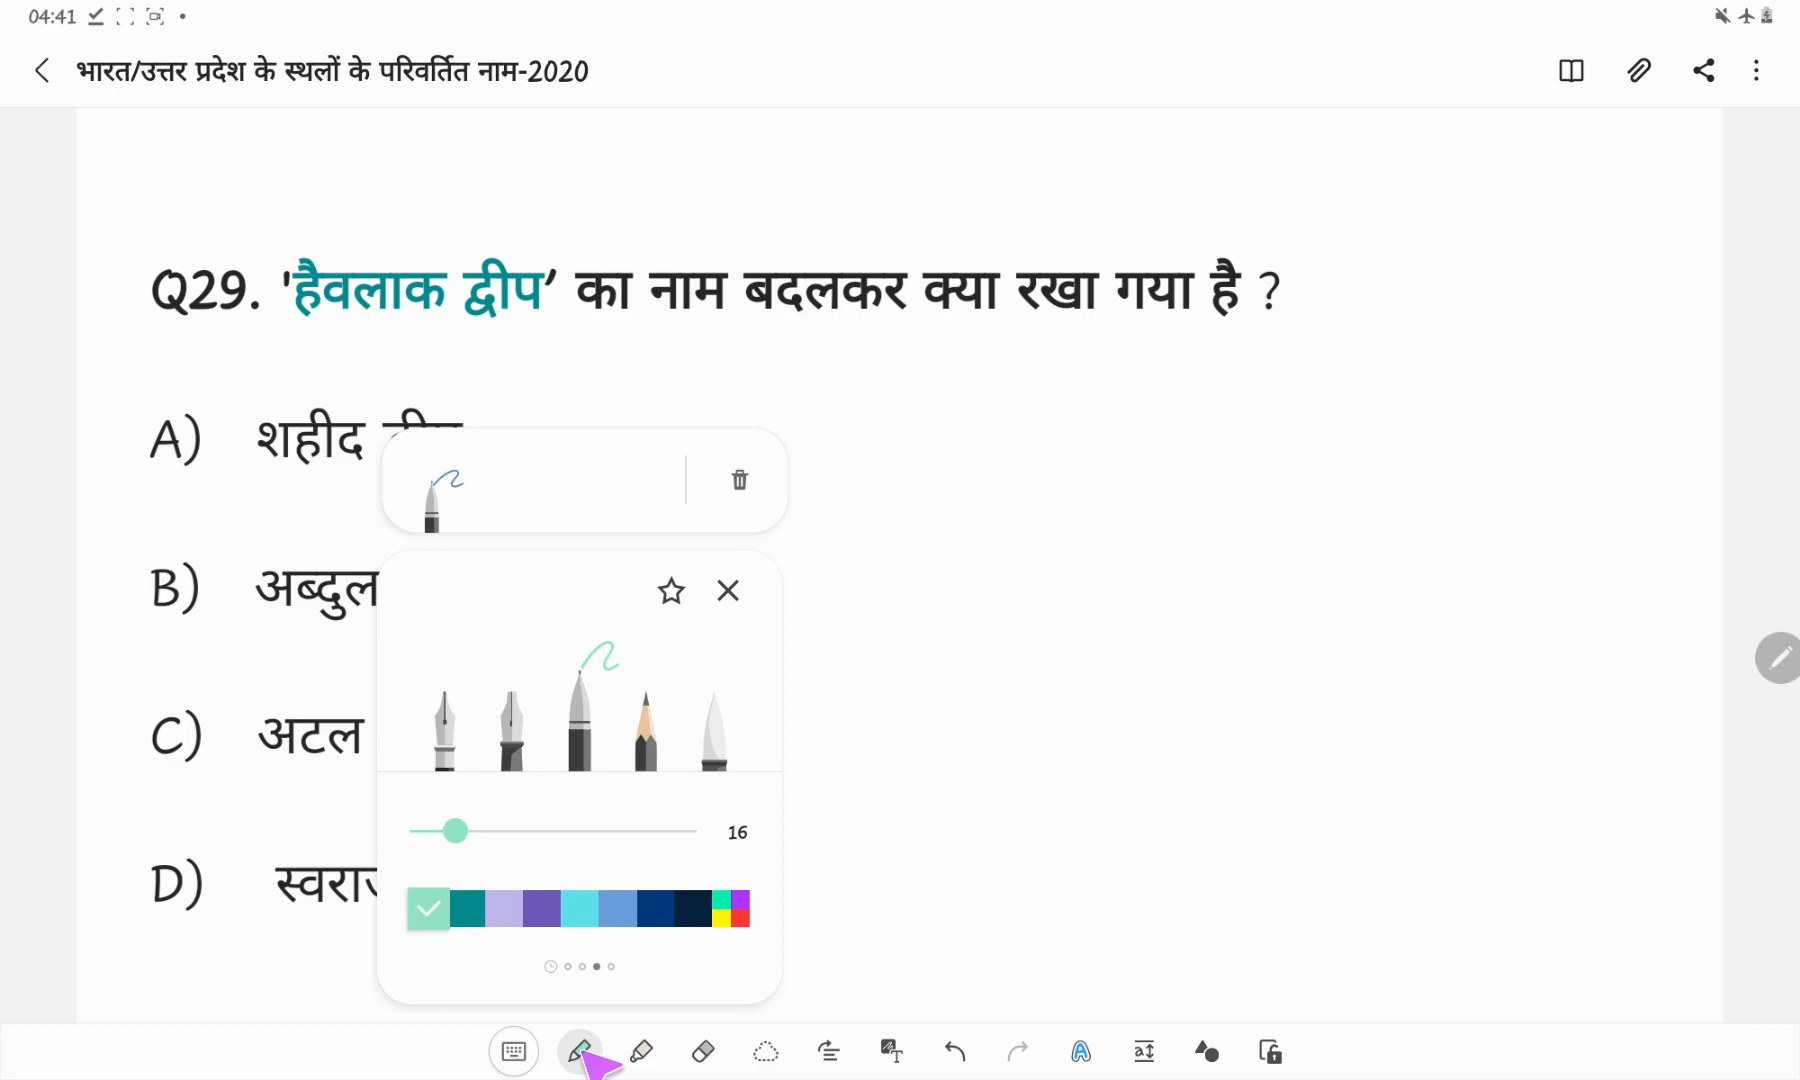 04:41
भारत/उत्तर प्रदेश के स्थलों के परिवर्तित नाम-2020
Q29. 'हैवलाक द्वीप’ का नाम बदलकर क्या रखा गया है ?
A) शहीद
B) अब्दुल
C) अटल
D)
16